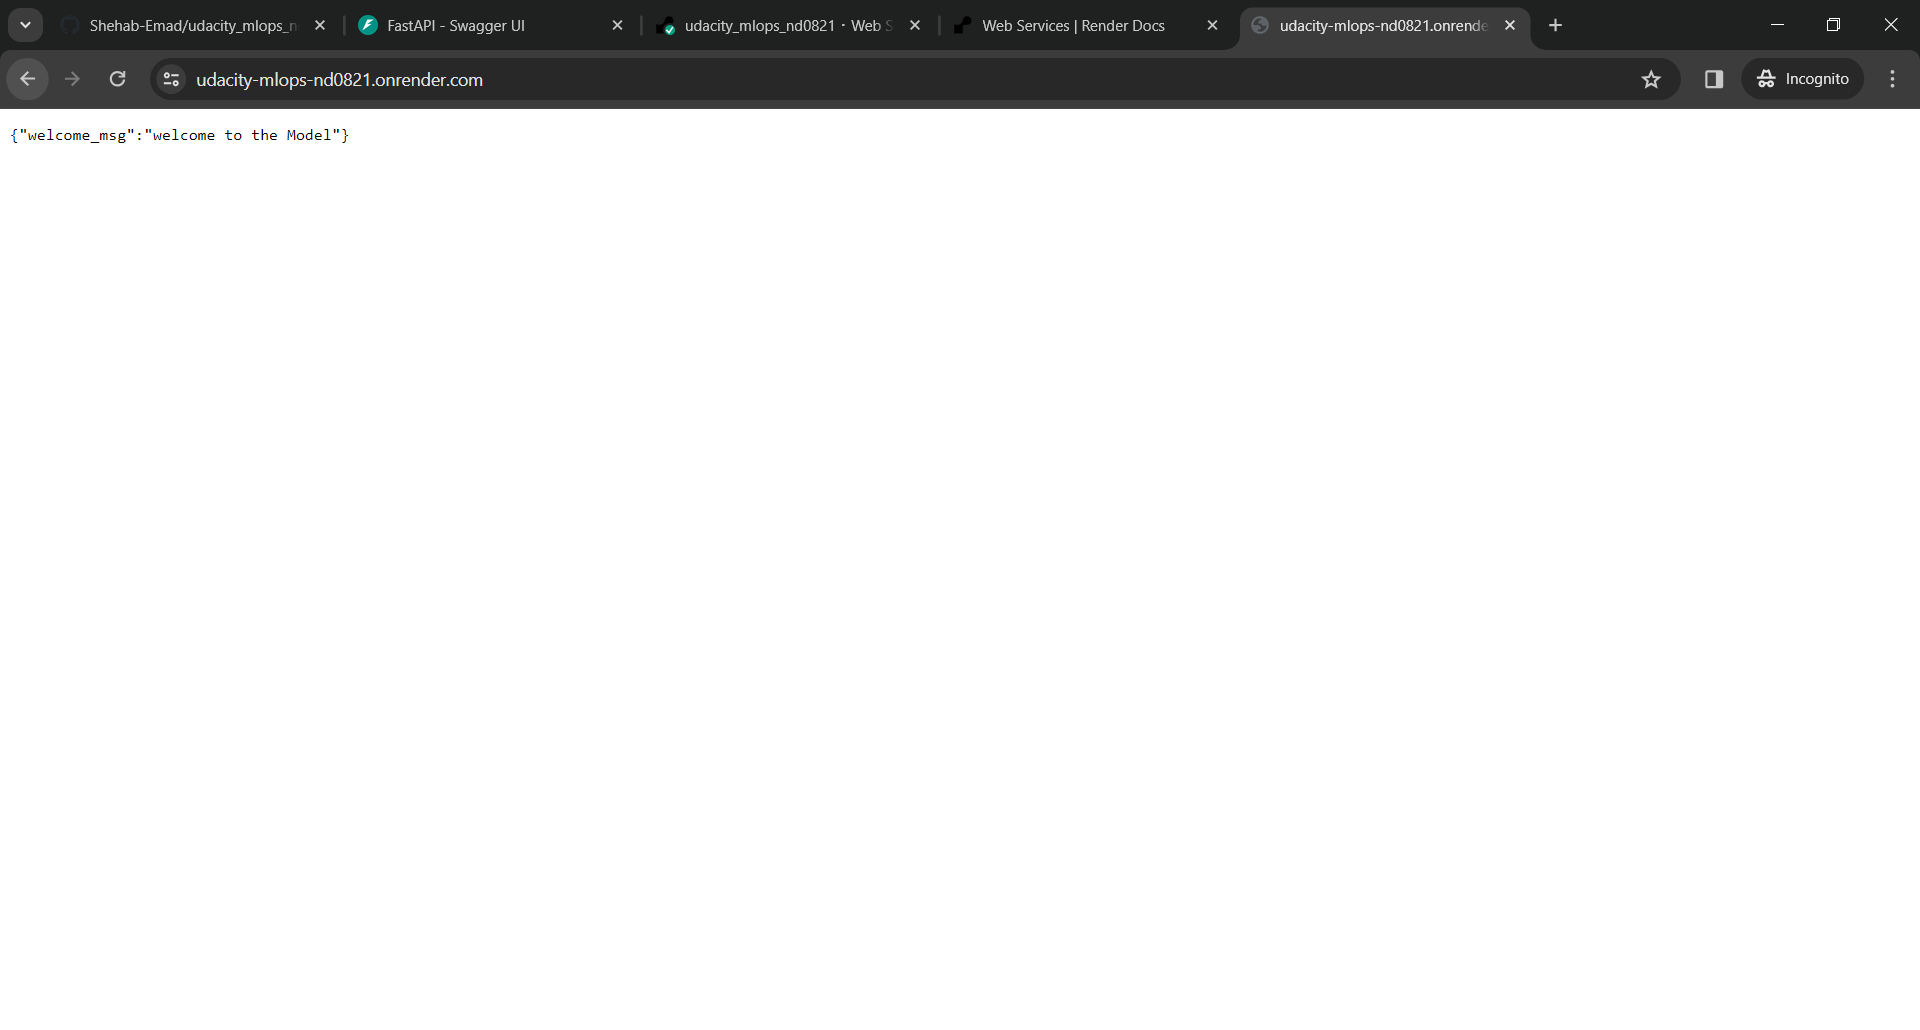 Shehab-Emad/udacity_mlops_n
FastAPI - Swagger UI
udacity_mlops_nd0821 · Web S
Web Services | Render Docs
udacity-mlops-nd0821.onrende
udacity-mlops-nd0821.onrender.com
Incognito
{"welcome_msg":"welcome to the Model"}